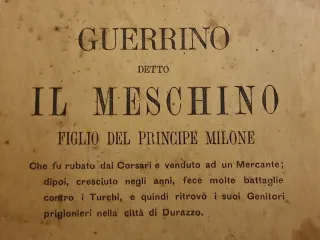 GUERRINO
DETTO
IL MESCHINO
FIGLIO DEL PRINCIPE MILONE
Che fu rubato dai Corsari e venduto ad un Mercante;
dipoi, cresciuto negli anni, fece molte battaglie
contro i Turchi, e quindi ritrovò i suoi Genitori
prigionieri nella città di Durazzo.